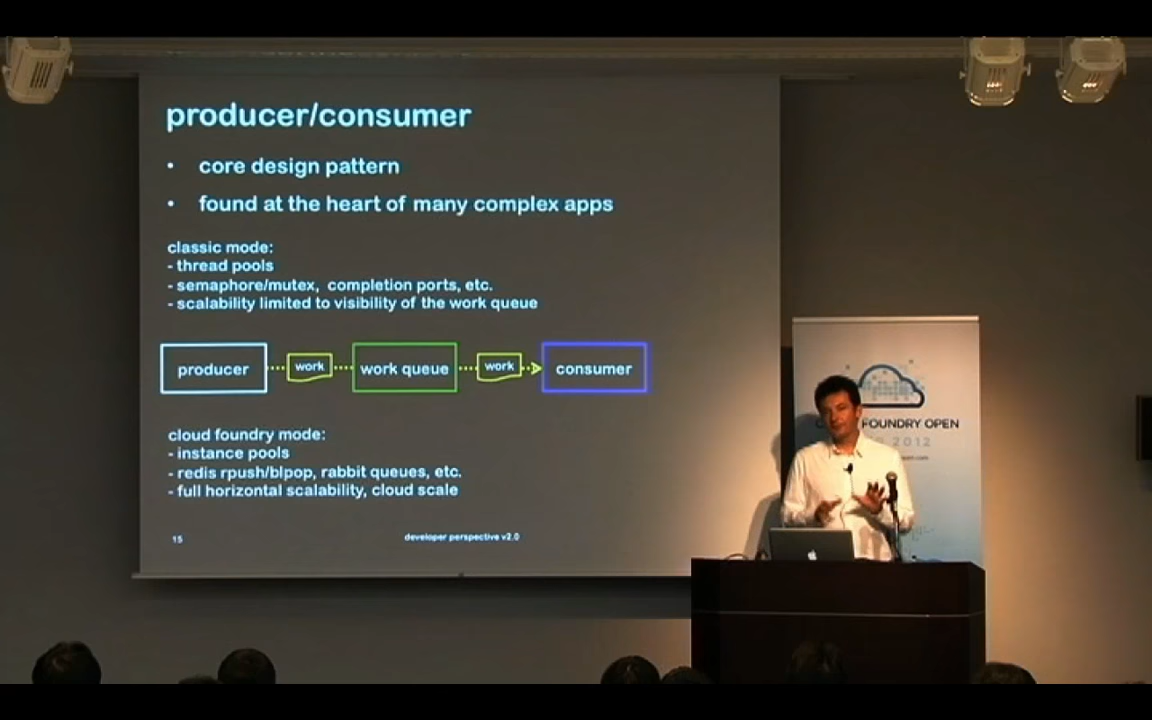 producer/consumer
• core design pattern
• found at the heart of many complex apps
classic mode:
- thread pools
- semaphore/mutex, completion ports, etc.
- scalability limited to visibility of the work queue
producer
work
work queue
work
consumer
cloud foundry mode:
- instance pools
- redis rpush/blpop, rabbit queues, etc.
- full horizontal scalability, cloud scale
15
developer perspective v2.0
FOUNDRY OPEN
2012